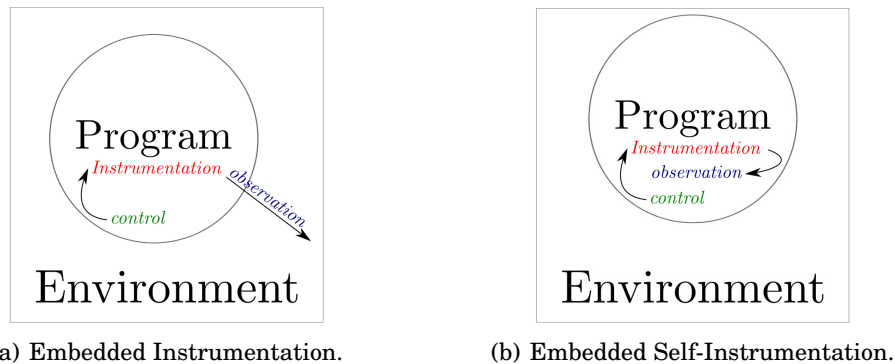 Program
Instrumentation
observation
control
Environment
a) Embedded Instrumentation.
Program
Instrumentation
observation
control
Environment
(b) Embedded Self-Instrumentation.